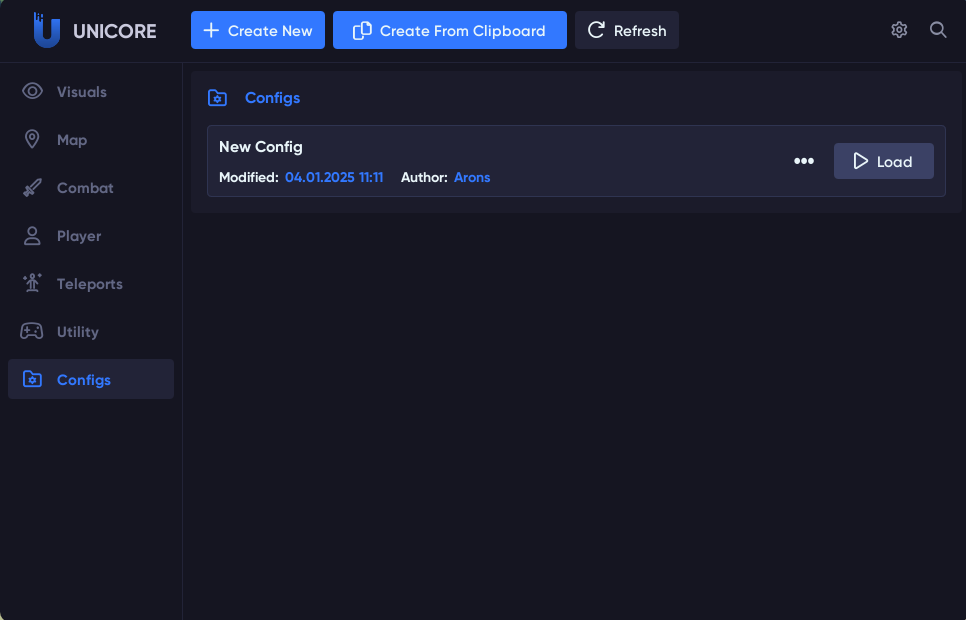 UNICORE
Create New
Create From Clipboard
Refresh
Visuals
Map
Combat
Player
Teleports
Utility
Configs
Configs
New Config
Modified: 04.01.2025 11:11 Author: Arons
Load